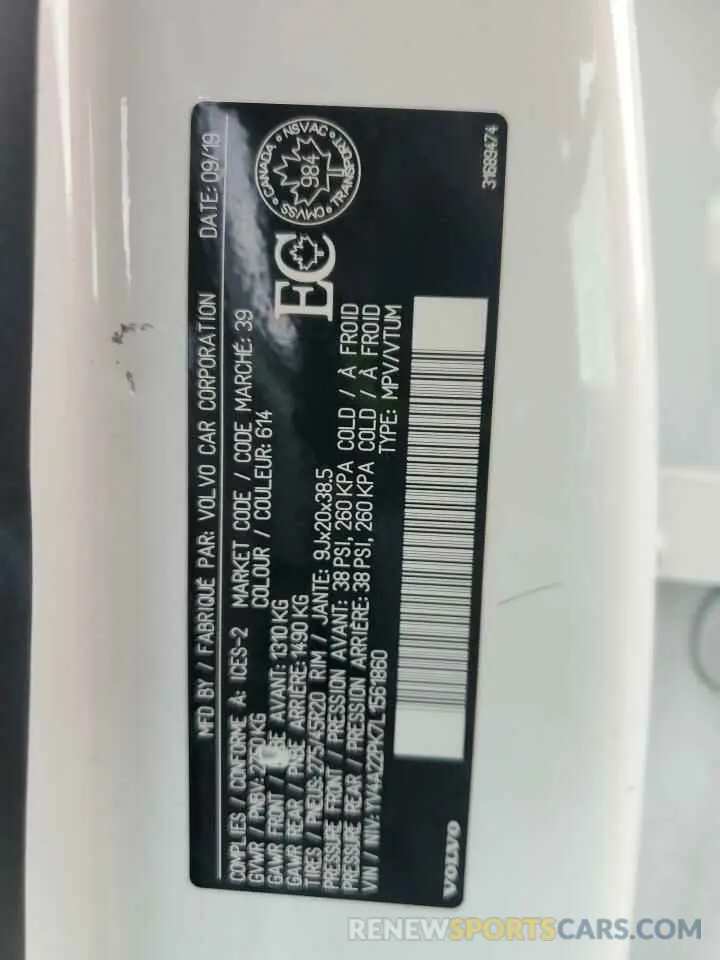 MFD BY / FABRIQUÉ PAR: VOLVO CAR CORPORATION DATE: 09/19
COMPLIES / CONFORME A: ICES-2 MARKET CODE / CODE MARCHÉ: 39
GVWR / PNBV: KG COLOUR / COULEUR: 614
GAWR FRONT / AVANT: 1310 KG
GAWR REAR / PNBE ARRIÈRE: 1490 KG
TIRES / PNEUS: 275/45R20 RIM / JANTE: 9Jx20x38.5
PRESSURE FRONT / PRESSION AVANT: 38 PSI, 260 KPA COLD / À FROID
PRESSURE REAR / PRESSION ARRIÈRE: 38 PSI, 260 KPA COLD / À FROID
VIN / NIV: YV4A22PK7L1561860 TYPE: MPV/VTUM
CANADA NSVAC TRANSPORT CMVSS
984
EC
31689474
VOLVO
RENEWSPORTSCARS.COM